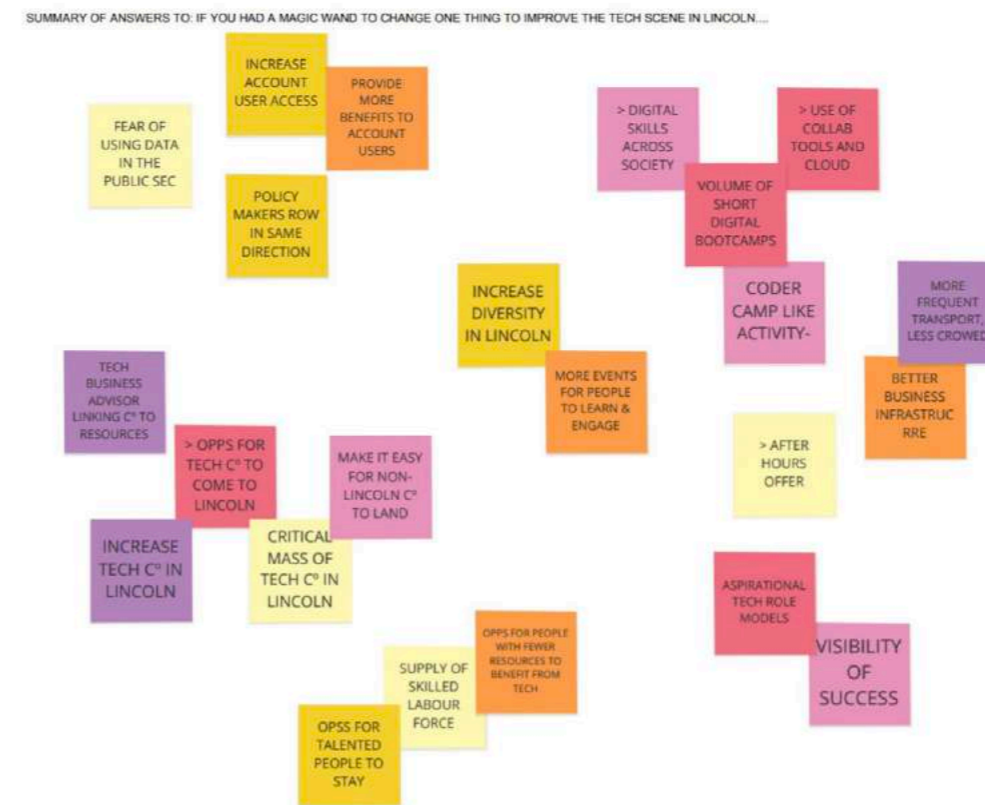 SUMMARY OF ANSWERS TO: IF YOU HAD A MAGIC WAND TO CHANGE ONE THING TO IMPROVE THE TECH SCENE IN LINCOLN....
INCREASE
ACCOUNT
USER ACCESS
PROVIDE
MORE
BENEFITS TO
ACCOUNT
USERS
FEAR OF
USING DATA
IN THE
PUBLIC SEC
POLICY
MAKERS ROW
IN SAME
DIRECTION
> DIGITAL
SKILLS
ACROSS
SOCIETY
> USE OF
COLLAB
TOOLS AND
CLOUD
VOLUME OF
SHORT
DIGITAL
BOOTCAMPS
CODER
CAMP LIKE
ACTIVITY-
INCREASE
DIVERSITY
IN LINCOLN
MORE EVENTS
FOR PEOPLE
TO LEARN &
ENGAGE
MORE
FREQUENT
TRANSPORT,
LESS CROWED
BETTER
BUSINESS
INFRASTRUC
RRE
> AFTER
HOURS
OFFER
TECH
BUSINESS
ADVISOR
LINKING Cº TO
RESOURCES
> OPPS FOR
TECH Cº TO
COME TO
LINCOLN
MAKE IT EASY
FOR NON-
LINCOLN Cº
TO LAND
INCREASE
TECH Cº IN
LINCOLN
CRITICAL
MASS OF
TECH Cº IN
LINCOLN
ASPIRATIONAL
TECH ROLE
MODELS
VISIBILITY
OF
SUCCESS
OPPS FOR PEOPLE
WITH FEWER
RESOURCES TO
BENEFIT FROM
TECH
SUPPLY OF
SKILLED
LABOUR
FORCE
OPSS FOR
TALENTED
PEOPLE TO
STAY